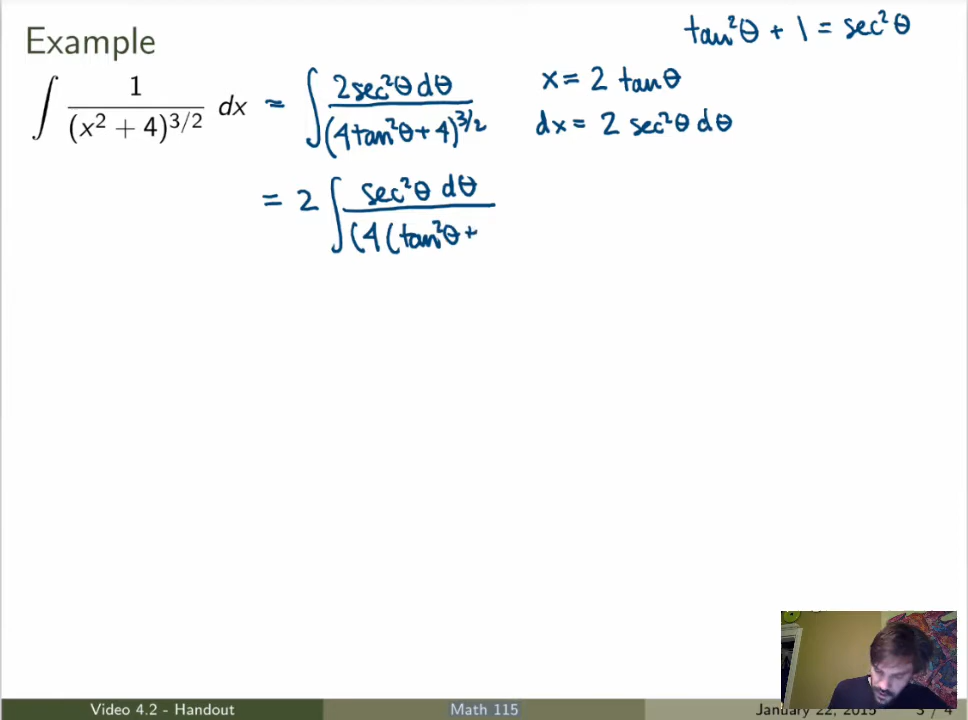 Example
tan²θ + 1 = sec²θ
∫ 1/(x² + 4)^3/2 dx = ∫ 2sec²θ dθ/(4tan²θ + 4)^3/2
x = 2 tanθ
dx = 2 sec²θ dθ
= 2 ∫ sec²θ dθ/(4(tan²θ +
Video 4.2 - Handout Math 115 January 22, 2015 3 / 4